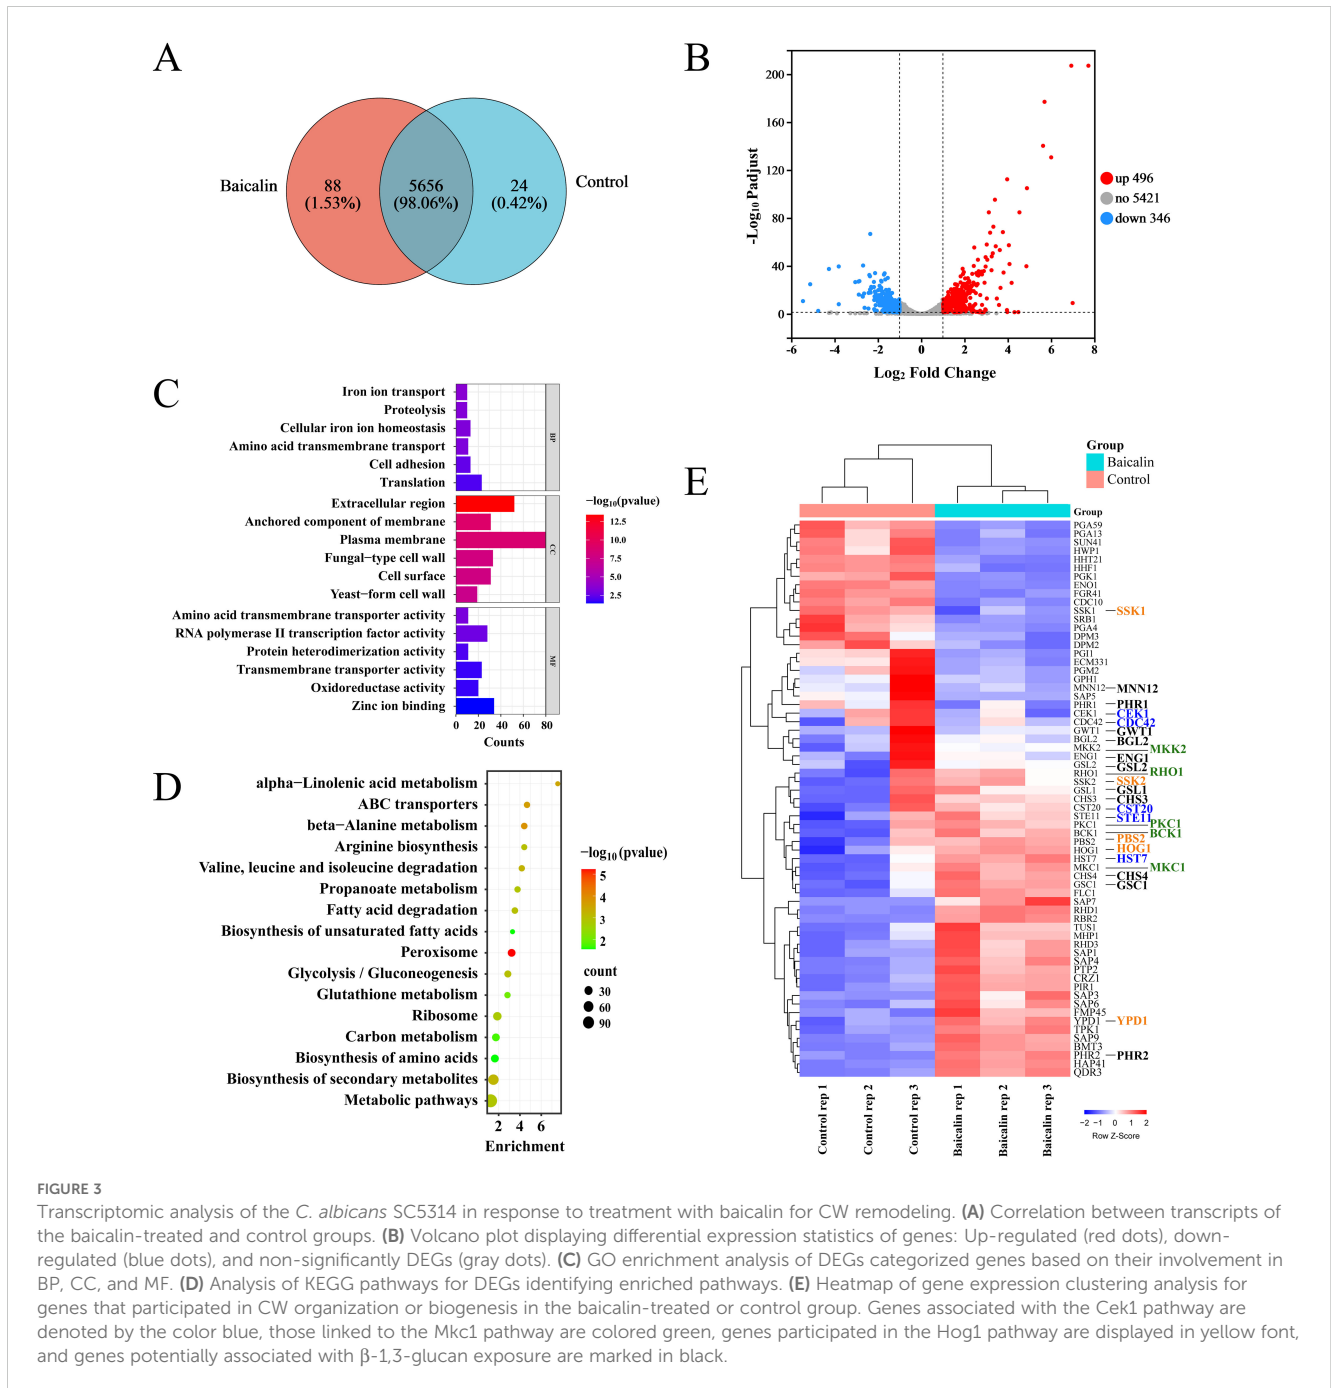 A
Baicalin
88
(1.53%)
5656
(98.06%)
24
(0.42%)
Control
B
-Log10 Padjust
200
160
120
80
40
0
-6 -4 -2 0 2 4 6 8
Log2 Fold Change
up 496
no 5421
down 346
C
Iron ion transport
Proteolysis
Cellular iron ion homeostasis
Amino acid transmembrane transport
Cell adhesion
Translation
BP
Extracellular region
Anchored component of membrane
Plasma membrane
Fungal-type cell wall
Cell surface
Yeast-form cell wall
CC
Amino acid transmembrane transporter activity
RNA polymerase II transcription factor activity
Protein heterodimerization activity
Transmembrane transporter activity
Oxidoreductase activity
Zinc ion binding
MF
0 20 40 60 80
Counts
−log10(pvalue)
12.5
10.0
7.5
5.0
2.5
D
alpha−Linolenic acid metabolism
ABC transporters
beta−Alanine metabolism
Arginine biosynthesis
Valine, leucine and isoleucine degradation
Propanoate metabolism
Fatty acid degradation
Biosynthesis of unsaturated fatty acids
Peroxisome
Glycolysis / Gluconeogenesis
Glutathione metabolism
Ribosome
Carbon metabolism
Biosynthesis of amino acids
Biosynthesis of secondary metabolites
Metabolic pathways
2 4 6
Enrichment
−log10(pvalue)
5
4
3
2
count
30
60
90
E
Group
Baicalin
Control
Group
PGA59
PGA13
SUN41
HWP1
HHT21
HHF1
PGK1
ENO1
FGR41
CDC10
SSK1 SSK1
SRB1
PGA4
DPM3
DPM2
PGI1
ECM331
PGM2
GPH1
MNN12 MNN12
SAP5
PHR1 PHR1
CEK1 CEK1
CDC42 CDC42
GWT1 GWT1
BGL2 BGL2
MKK2 MKK2
ENG1 ENG1
GSL2 GSL2
RHO1 RHO1
SSK2 SSK2
GSL1 GSL1
CHS3 CHS3
CST20 CST20
STE11 STE11
PKC1 PKC1
BCK1 BCK1
PBS2 PBS2
HOG1 HOG1
HST7 HST7
MKC1 MKC1
CHS4 CHS4
GSC1 GSC1
FLC1
SAP7
RHD1
RBR2
TUS1
MHP1
RHD3
SAP1
SAP4
PTP2
CRZ1
PIR1
SAP3
SAP6
FMP45
YPD1 YPD1
TPK1
SAP9
BMT3
PHR2 PHR2
HAP41
QDR3
Control rep 1
Control rep 2
Control rep 3
Baicalin rep 1
Baicalin rep 2
Baicalin rep 3
−2 −1 0 1 2
Row Z−Score
FIGURE 3
Transcriptomic analysis of the C. albicans SC5314 in response to treatment with baicalin for CW remodeling. (A) Correlation between transcripts of
the baicalin-treated and control groups. (B) Volcano plot displaying differential expression statistics of genes: Up-regulated (red dots), down-
regulated (blue dots), and non-significantly DEGs (gray dots). (C) GO enrichment analysis of DEGs categorized genes based on their involvement in
BP, CC, and MF. (D) Analysis of KEGG pathways for DEGs identifying enriched pathways. (E) Heatmap of gene expression clustering analysis for
genes that participated in CW organization or biogenesis in the baicalin-treated or control group. Genes associated with the Cek1 pathway are
denoted by the color blue, those linked to the Mkc1 pathway are colored green, genes participated in the Hog1 pathway are displayed in yellow font,
and genes potentially associated with β-1,3-glucan exposure are marked in black.